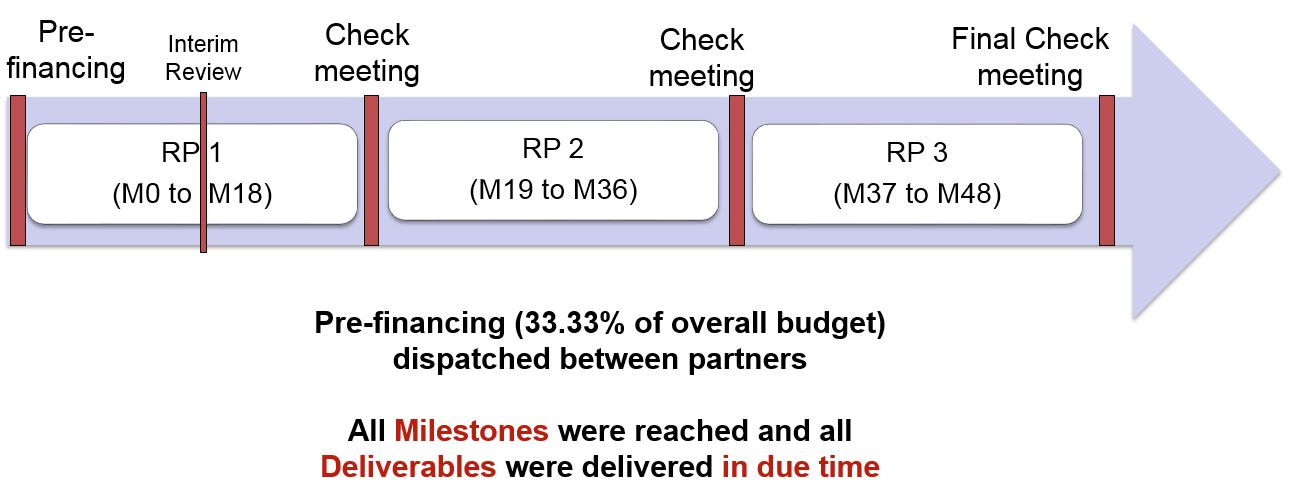 Pre-
financing
Interim
Review
Check
meeting
Check
meeting
Final Check
meeting
RP 1
(M0 to M18)
RP 2
(M19 to M36)
RP 3
(M37 to M48)
Pre-financing (33.33% of overall budget)
dispatched between partners
All Milestones were reached and all
Deliverables were delivered in due time